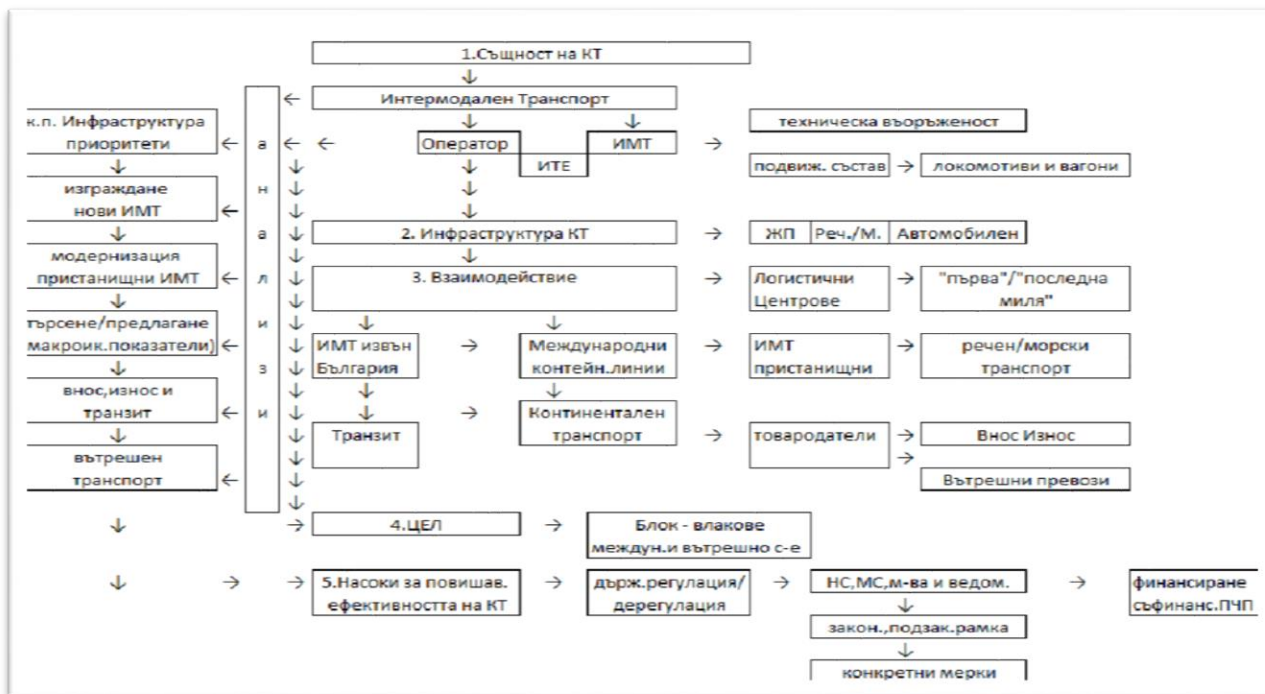 1.Същност на КТ
Интермодален Транспорт
к.п. Инфраструктура
приоритети
анализи
Оператор
ИТЕ
ИМТ
техническа въоръженост
подвиж. състав
локомотиви и вагони
изграждане
нови ИМТ
2. Инфраструктура КТ
ЖП
Реч./М.
Автомобилен
модернизация
пристанищни ИМТ
3. Взаимодействие
Логистични
Центрове
"първа"/"последна
миля"
търсене/предлагане
макроик.показатели)
ИМТ извън
България
Международни
контейн.линии
ИМТ
пристанищни
речен/морски
транспорт
внос,износ и
транзит
Транзит
Континентален
транспорт
товародатели
Внос Износ
Вътрешни превози
вътрешен
транспорт
4.ЦЕЛ
Блок - влакове
междун.и вътрешно с-е
5.Насоки за повишав.
ефективността на КТ
държ.регулация/
дерегулация
НС,МС,м-ва и ведом.
закон.,подзак.рамка
конкретни мерки
финансиране
съфинанс.ПЧП